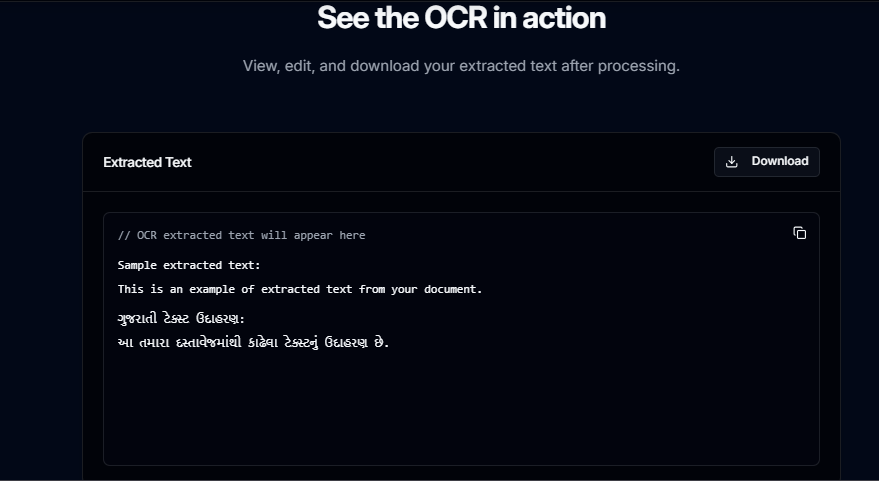 See the OCR in action
View, edit, and download your extracted text after processing.
Extracted Text
Download
// OCR extracted text will appear here
Sample extracted text:
This is an example of extracted text from your document.
ગુજરાતી ટેક્સ્ટ ઉદાહરણ:
આ તમારા દસ્તાવેજમાંથી કાઢેલા ટેક્સ્ટનું ઉદાહરણ છે.